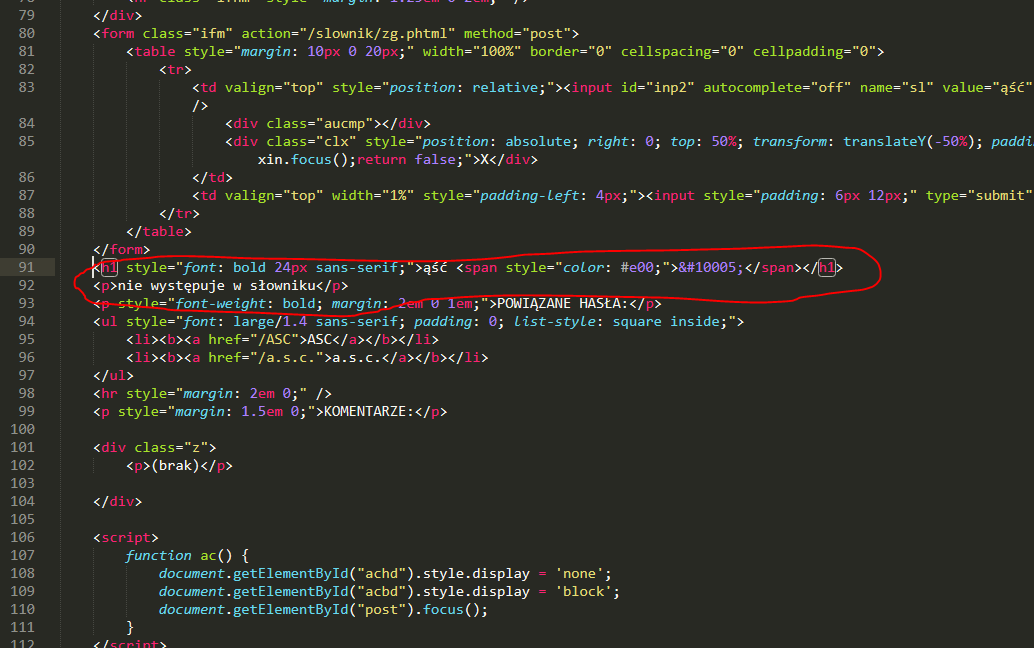 79 </div>
80 <form class="ifm" action="/slownik/zg.phtml" method="post">
81 <table style="margin: 10px 0 20px;" width="100%" border="0" cellspacing="0" cellpadding="0">
82 <tr>
83 <td valign="top" style="position: relative;"><input id="inp2" autocomplete="off" name="sl" value="ąść"
/>
84 <div class="aucmp"></div>
85 <div class="clx" style="position: absolute; right: 0; top: 50%; transform: translateY(-50%); paddi
xin.focus();return false;">X</div>
86 </td>
87 <td valign="top" width="1%" style="padding-left: 4px;"><input style="padding: 6px 12px;" type="submit"
88 </tr>
89 </table>
90 </form>
91 <h1 style="font: bold 24px sans-serif;">ąść <span style="color: #e00;">&#10005;</span></h1>
92 <p>nie występuje w słowniku</p>
93 <p style="font-weight: bold; margin: 2em 0 1em;">POWIĄZANE HASŁA:</p>
94 <ul style="font: large/1.4 sans-serif; padding: 0; list-style: square inside;">
95 <li><b><a href="/ASC">ASC</a></b></li>
96 <li><b><a href="/a.s.c.">a.s.c.</a></b></li>
97 </ul>
98 <hr style="margin: 2em 0;" />
99 <p style="margin: 1.5em 0;">KOMENTARZE:</p>
100
101 <div class="z">
102 <p>(brak)</p>
103
104 </div>
105
106 <script>
107 function ac() {
108 document.getElementById("achd").style.display = 'none';
109 document.getElementById("acbd").style.display = 'block';
110 document.getElementById("post").focus();
111 }
112 </script>